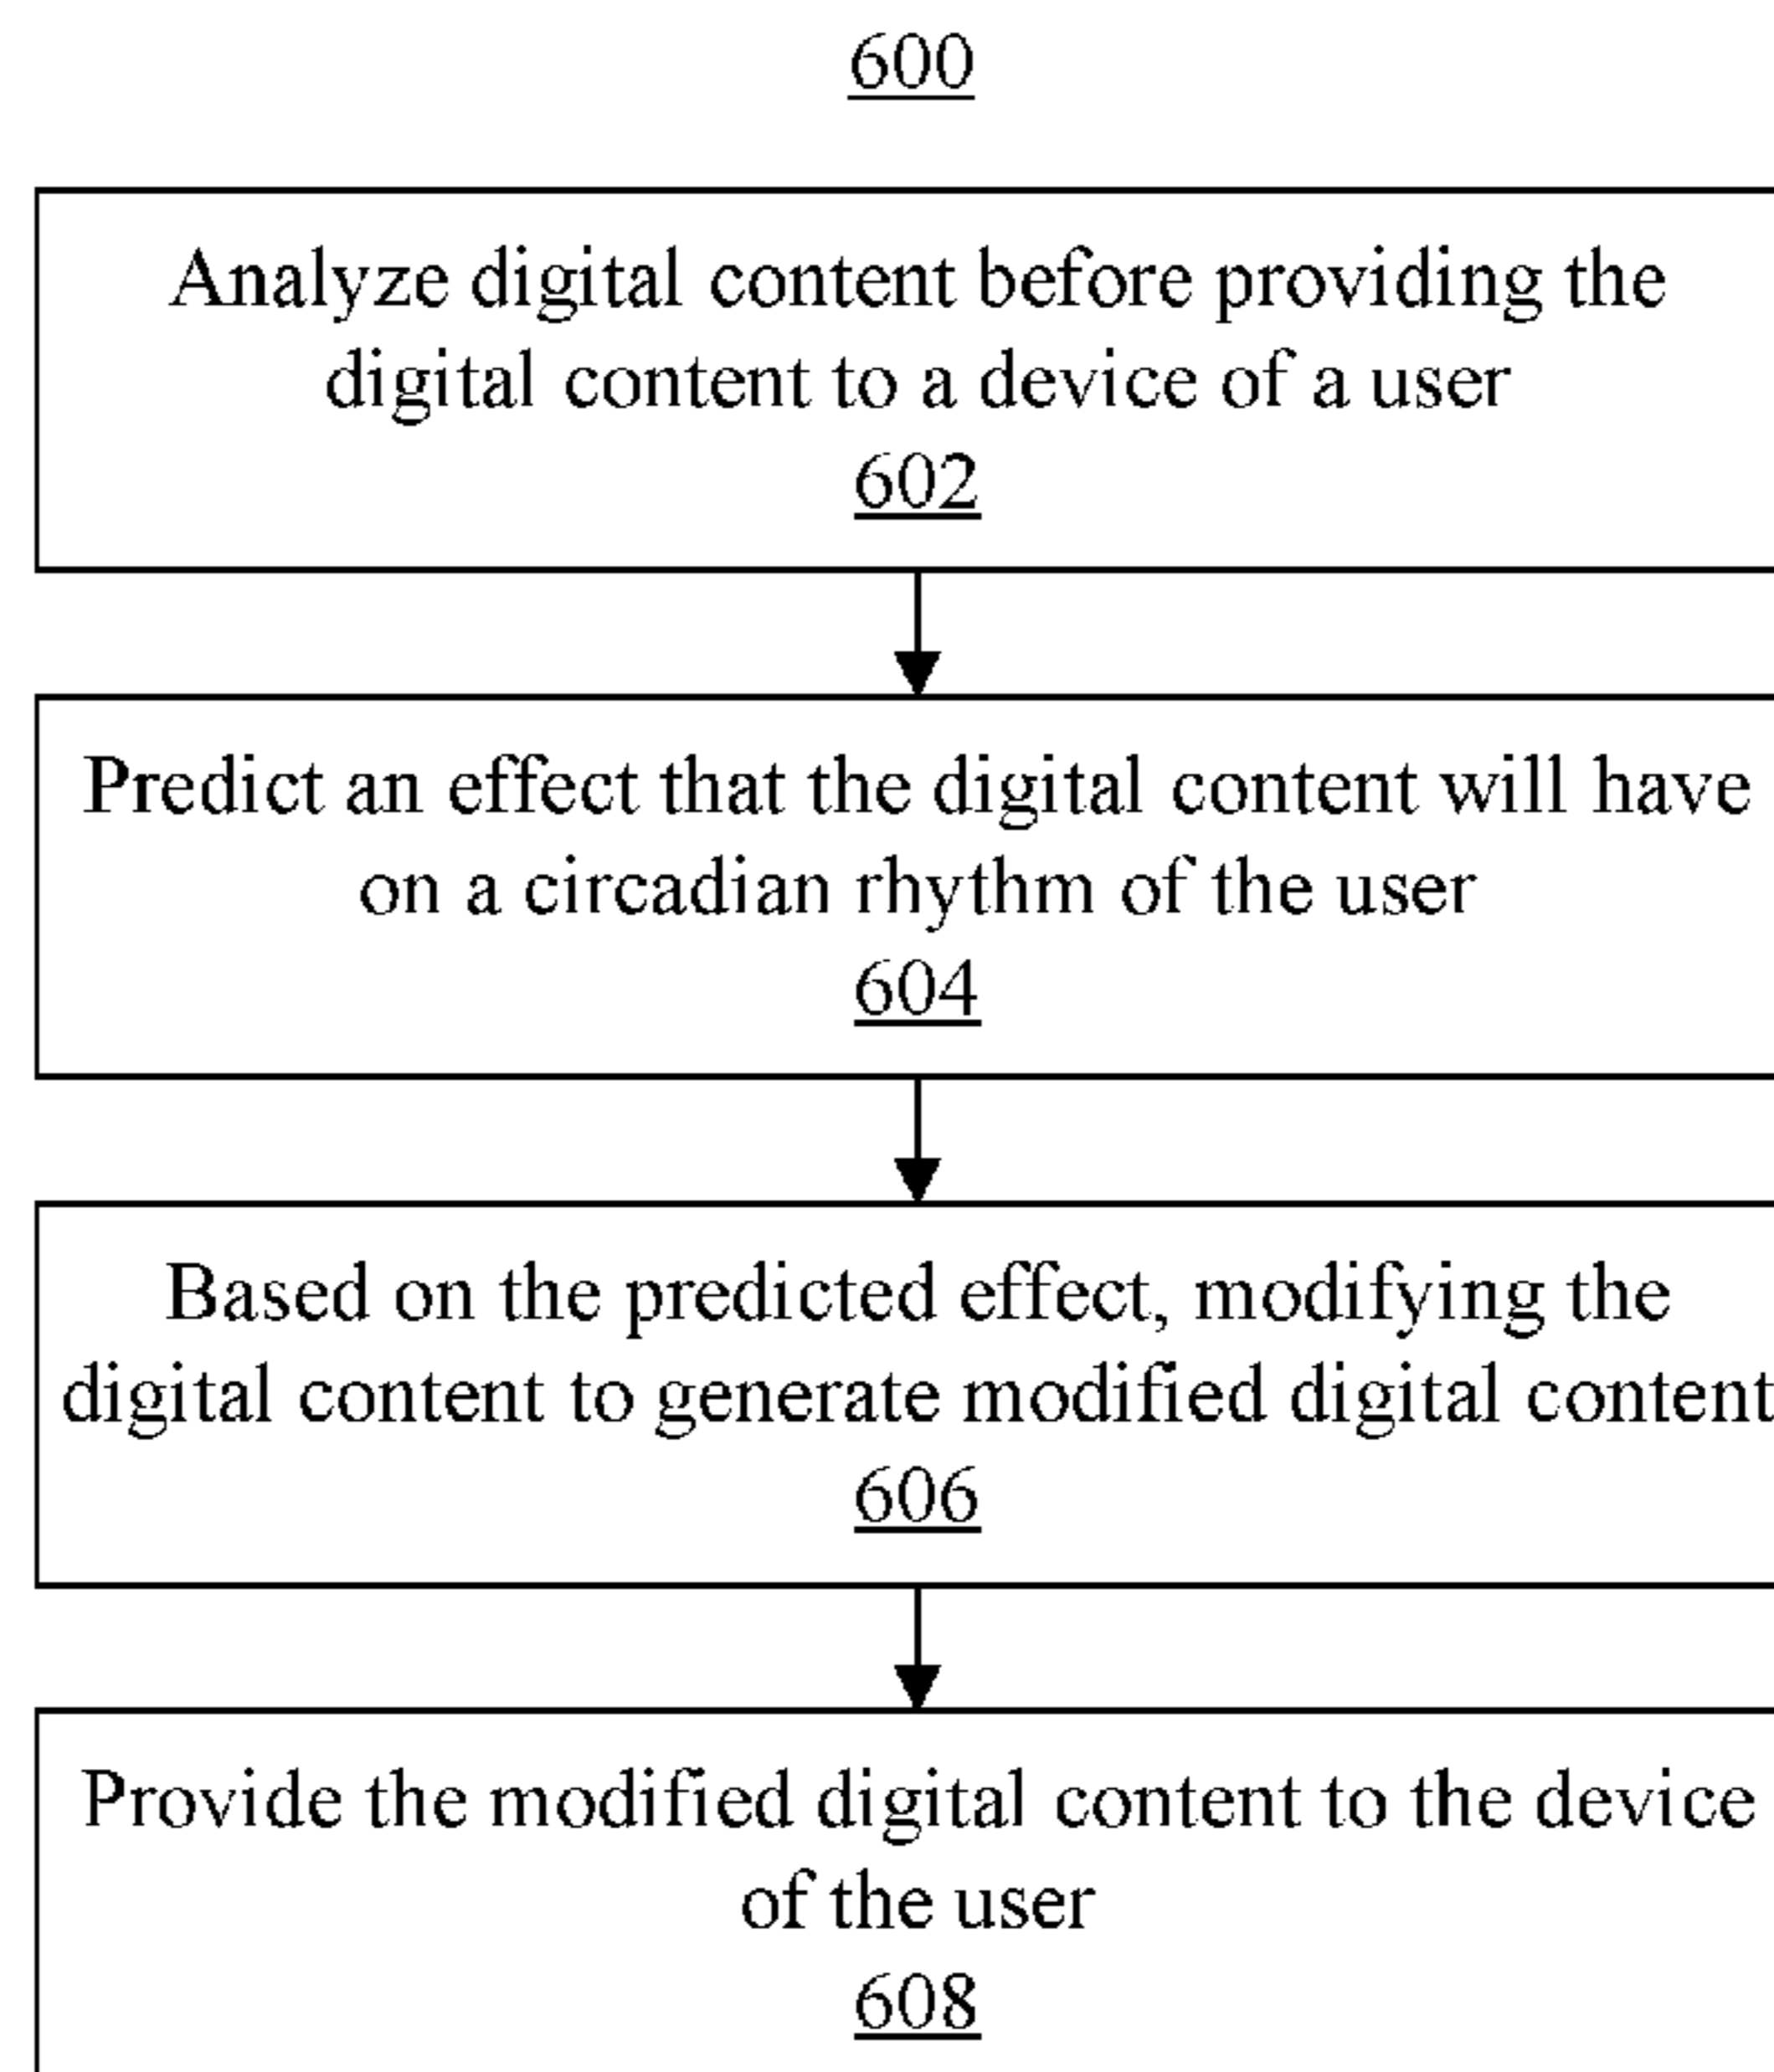 600
Analyze digital content before providing the
digital content to a device of a user
602
Predict an effect that the digital content will have
on a circadian rhythm of the user
604
Based on the predicted effect, modifying the
digital content to generate modified digital content
606
Provide the modified digital content to the device
of the user
608